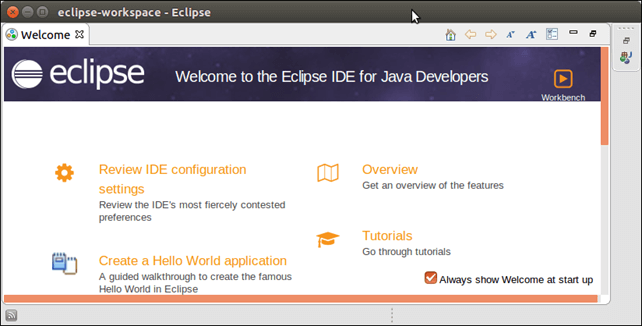 eclipse-workspace - Eclipse
Welcome
eclipse
Welcome to the Eclipse IDE for Java Developers
Workbench
Review IDE configuration
settings
Review the IDE's most fiercely contested
preferences
Overview
Get an overview of the features
Create a Hello World application
A guided walkthrough to create the famous
Hello World in Eclipse
Tutorials
Go through tutorials
Always show Welcome at start up